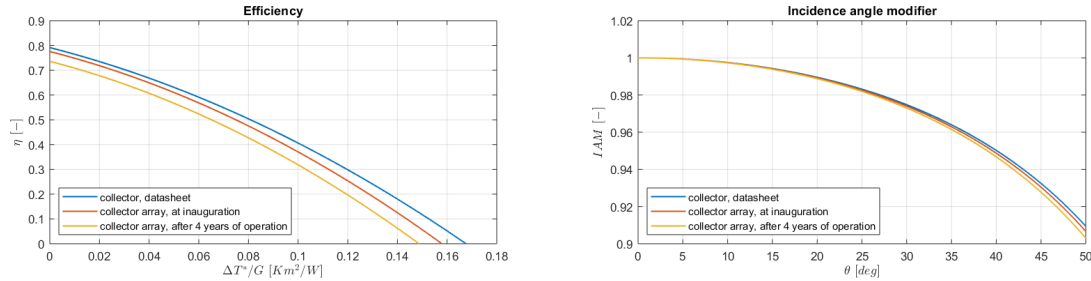 Efficiency
0.9
0.8
0.7
0.6
0.5
0.4
0.3
0.2
0.1
0
η [−]
collector, datasheet
collector array, at inauguration
collector array, after 4 years of operation
0 0.02 0.04 0.06 0.08 0.10 0.12 0.14 0.16 0.18
ΔT*/G [Km²/W]
Incidence angle modifier
1.02
1
0.98
0.96
0.94
0.92
0.9
IAM [−]
collector, datasheet
collector array, at inauguration
collector array, after 4 years of operation
0 5 10 15 20 25 30 35 40 45 50
θ [deg]